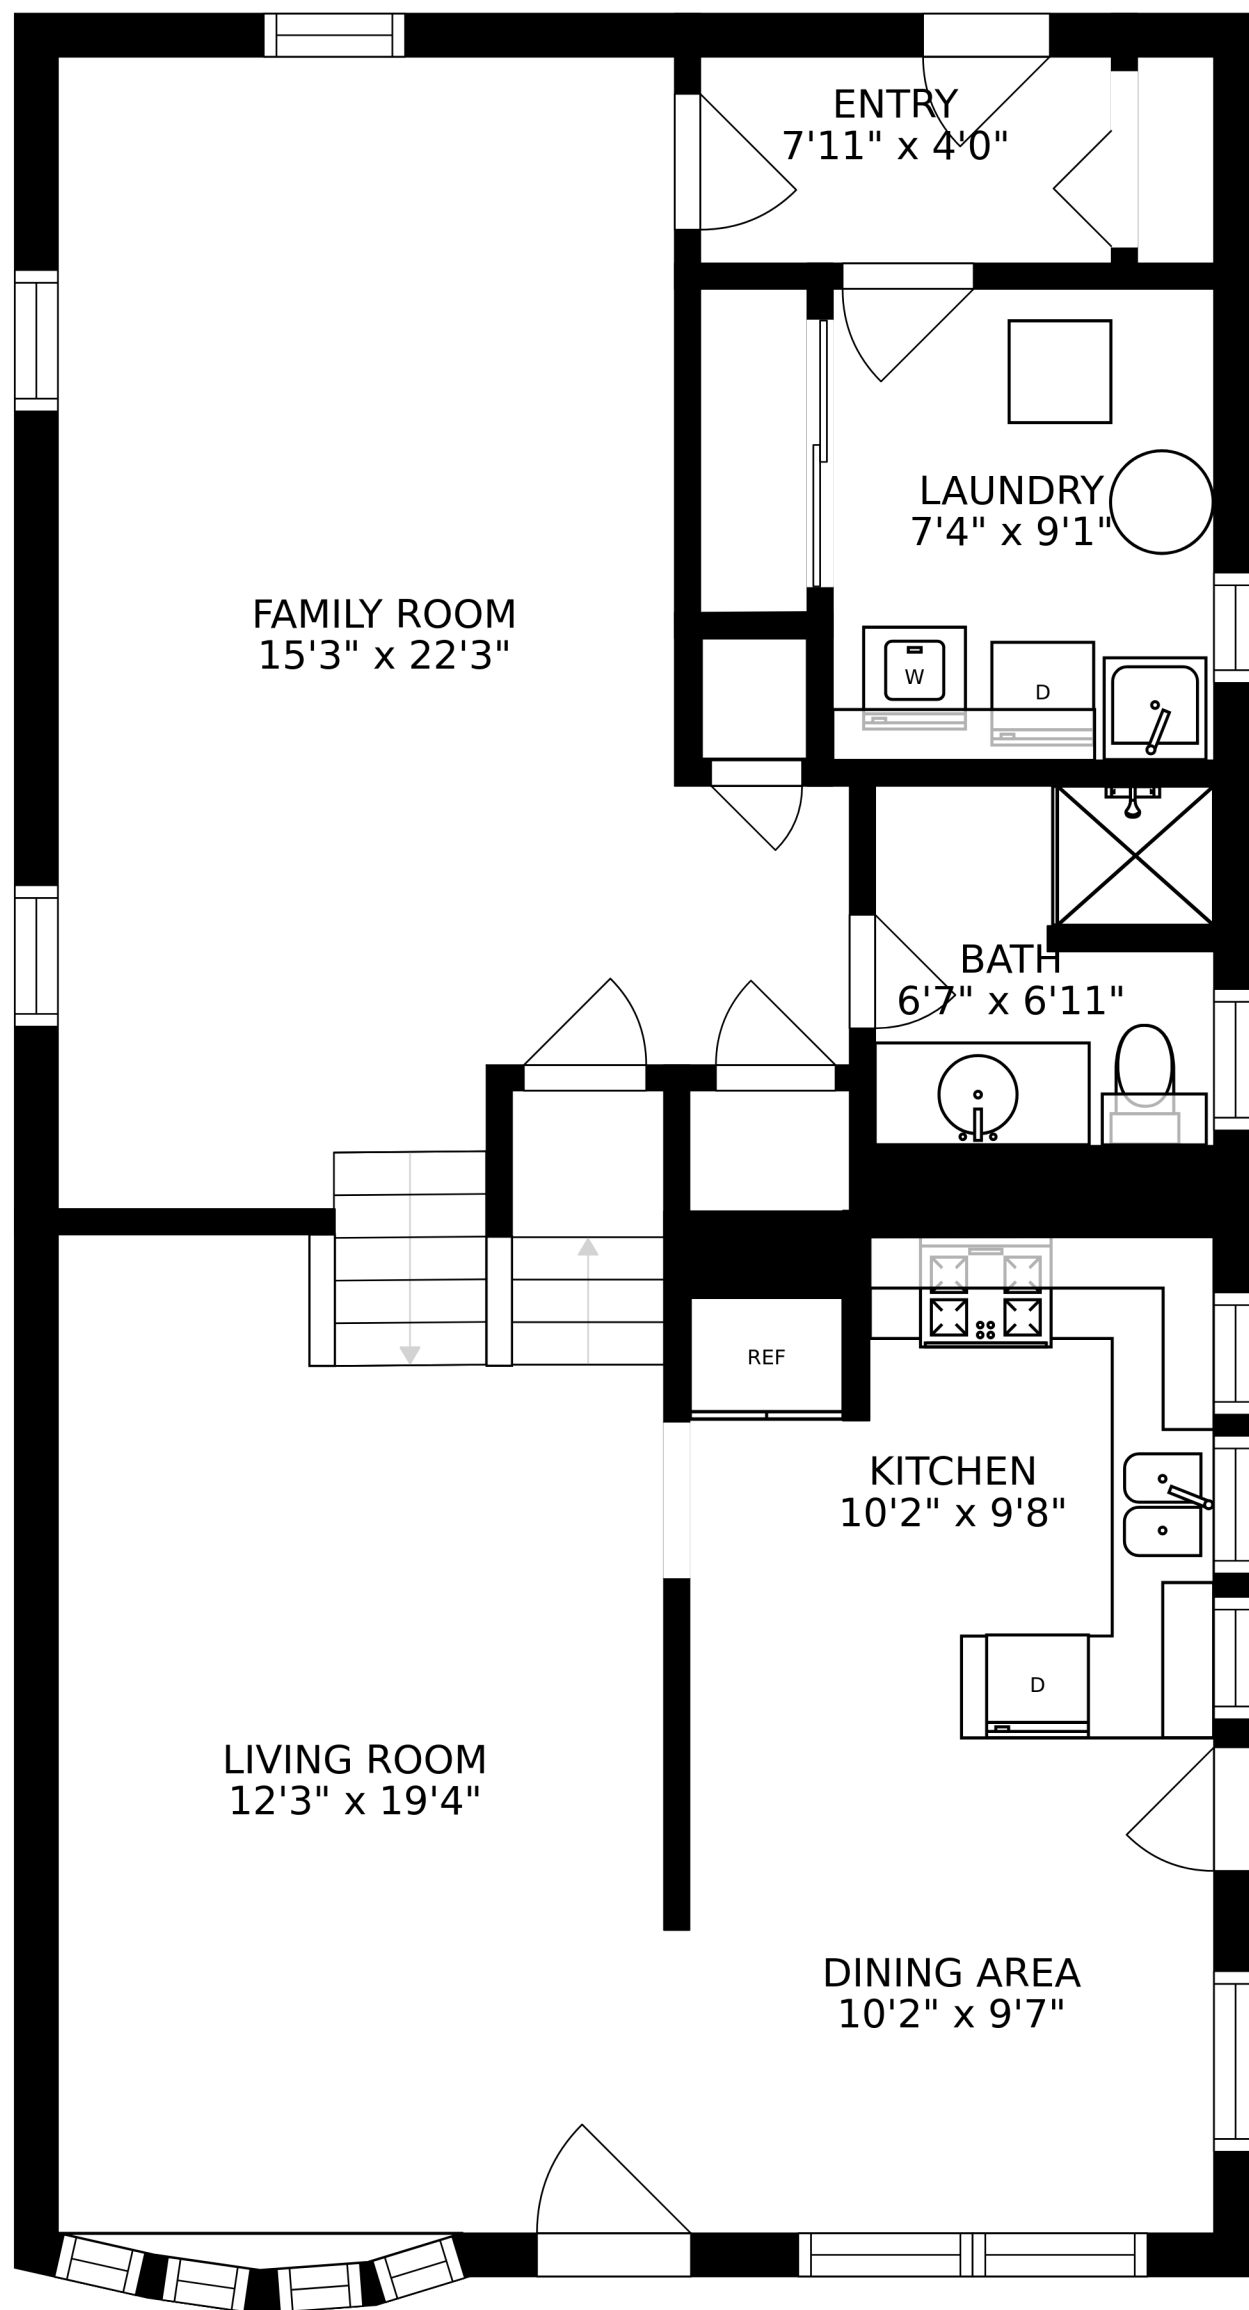 ENTRY
7'11" x 4'0"
LAUNDRY
7'4" x 9'1"
FAMILY ROOM
15'3" x 22'3"
W
D
BATH
6'7" x 6'11"
REF
KITCHEN
10'2" x 9'8"
D
LIVING ROOM
12'3" x 19'4"
DINING AREA
10'2" x 9'7"